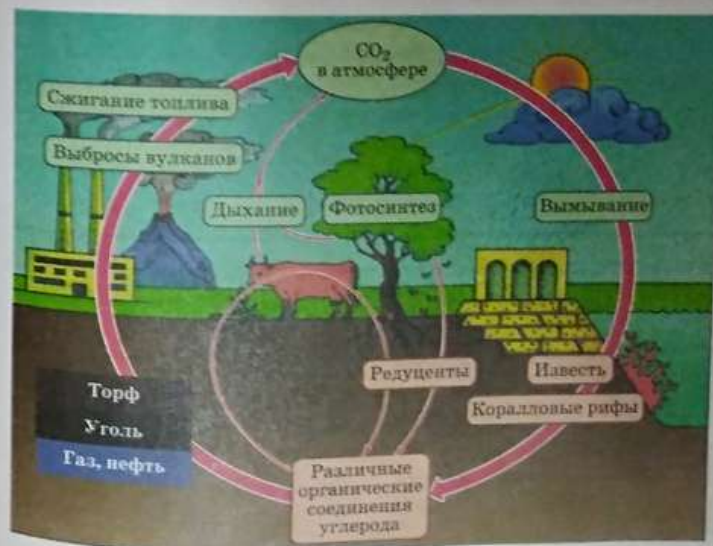 CO₂
в атмосфере
Сжигание топлива
Выбросы вулканов
Дыхание
Фотосинтез
Вымывание
Редуценты
Известь
Коралловые рифы
Торф
Уголь
Газ, нефть
Различные
органические
соединения
углерода